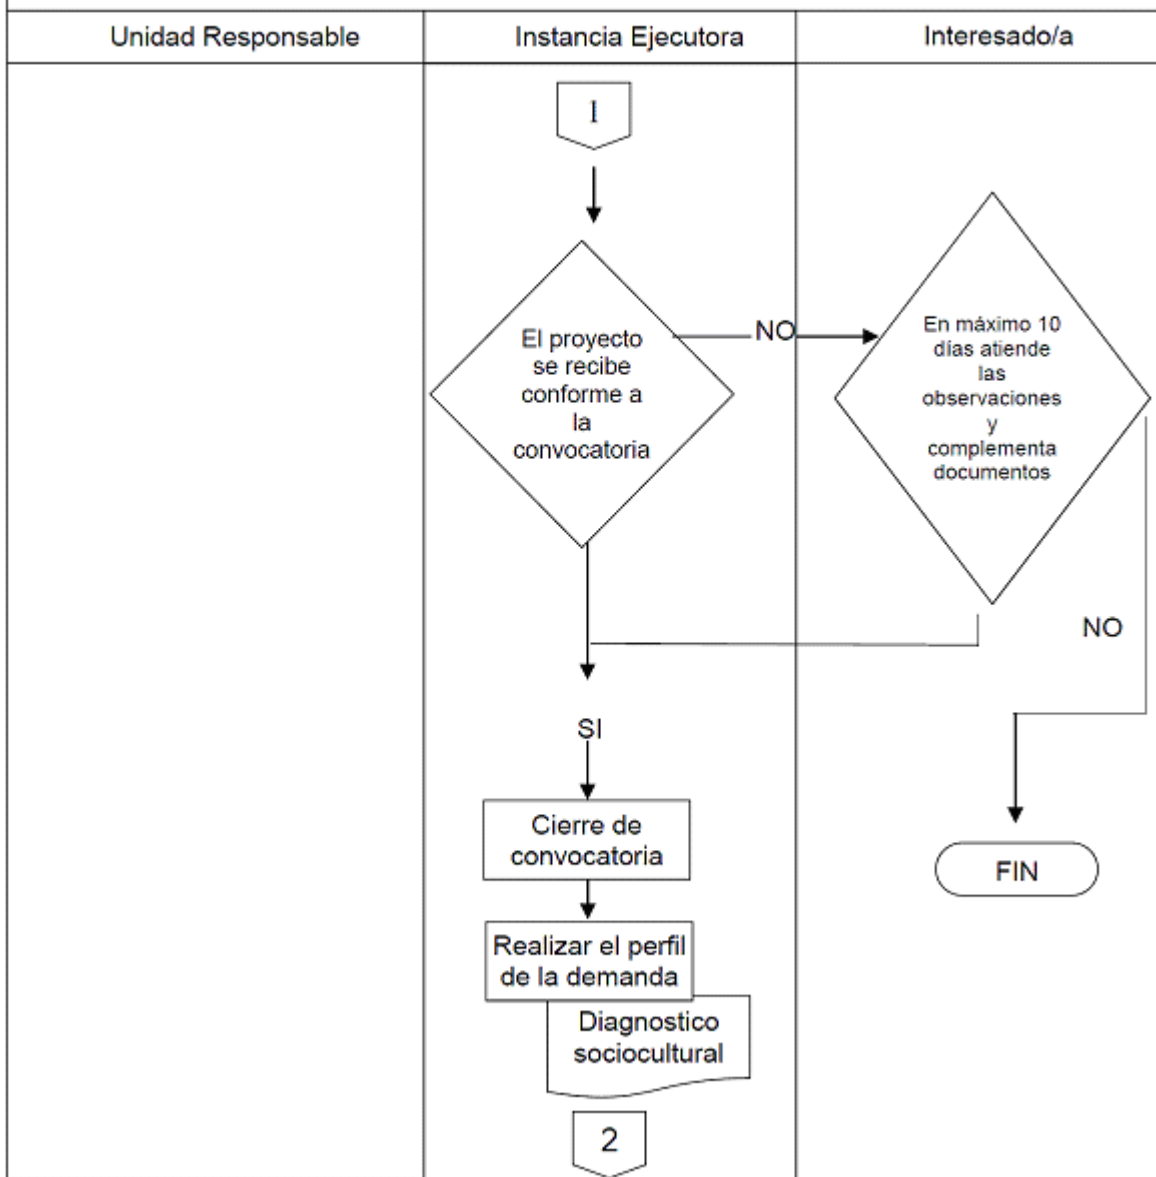 Unidad Responsable
Instancia Ejecutora
Interesado/a
1
El proyecto
se recibe
conforme a
la
convocatoria
NO
En máximo 10
días atiende
las
observaciones
y
complementa
documentos
NO
SI
Cierre de
convocatoria
FIN
Realizar el perfil
de la demanda
Diagnostico
sociocultural
2